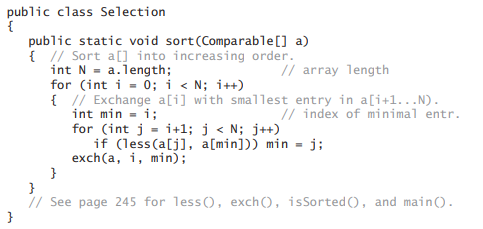 public class Selection
{
   public static void sort(Comparable[] a)
   {  // Sort a[] into increasing order.
      int N = a.length;               // array length
      for (int i = 0; i < N; i++)
      {  // Exchange a[i] with smallest entry in a[i+1...N).
         int min = i;                 // index of minimal entr.
         for (int j = i+1; j < N; j++)
            if (less(a[j], a[min])) min = j;
         exch(a, i, min);
      }
   }
   // See page 245 for less(), exch(), isSorted(), and main().
}